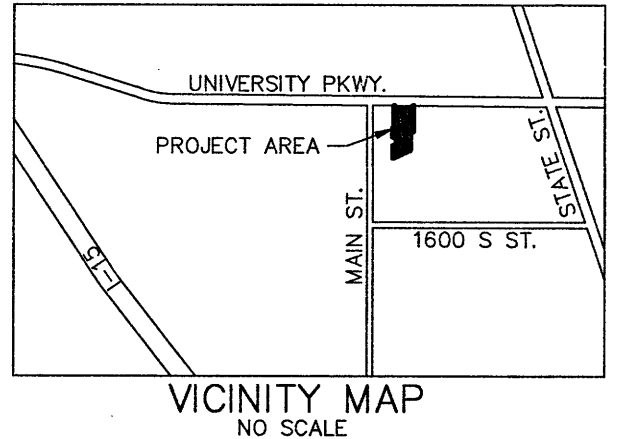 UNIVERSITY PKWY.
PROJECT AREA
STATE ST.
MAIN ST.
1600 S ST.
I-15
VICINITY MAP
NO SCALE